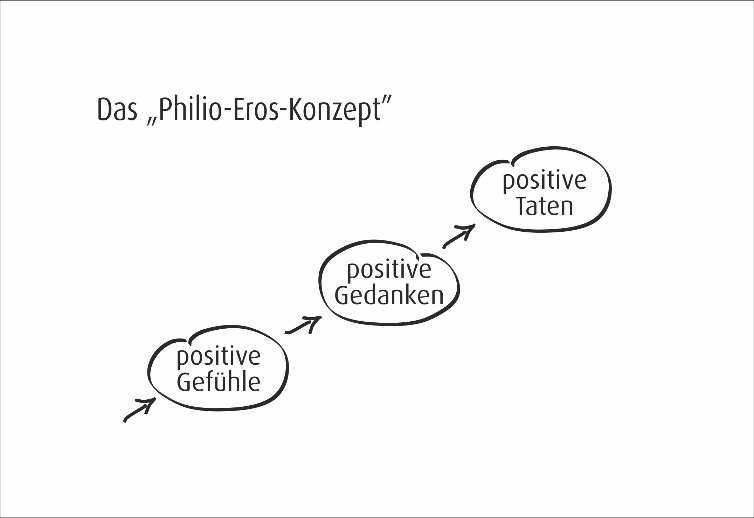 Das „Philio-Eros-Konzept”
positive
Taten
positive
Gedanken
positive
Gefühle